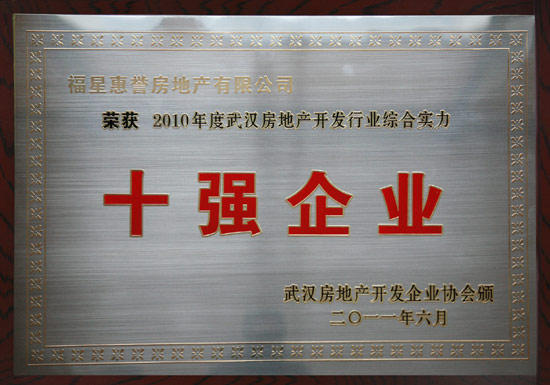 福星惠誉房地产有限公司
荣获 2010年度武汉房地产开发行业综合实力
十强企业
武汉房地产开发企业协会颁
二〇一一年六月